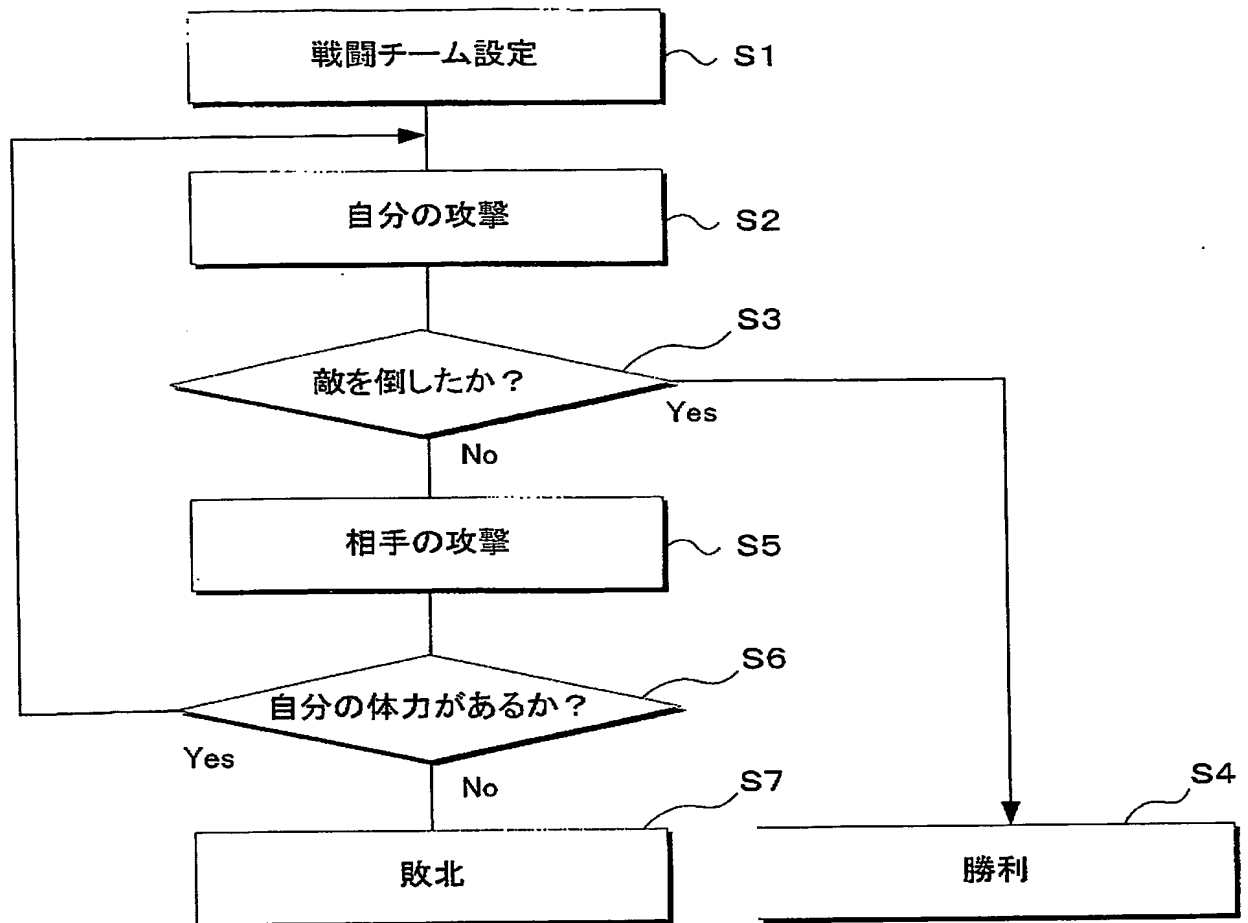 戦闘チーム設定
S1
自分の攻撃
S2
S3
敵を倒したか？
Yes
No
相手の攻撃
S5
S6
自分の体力があるか？
Yes
No
S7
S4
敗北
勝利